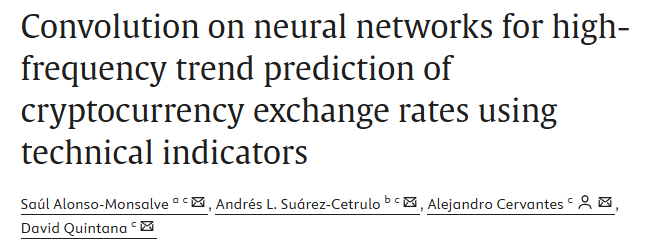 Convolution on neural networks for high-
frequency trend prediction of
cryptocurrency exchange rates using
technical indicators
Saúl Alonso-Monsalve a c, Andrés L. Suárez-Cetrulo b c, Alejandro Cervantes c,
David Quintana c